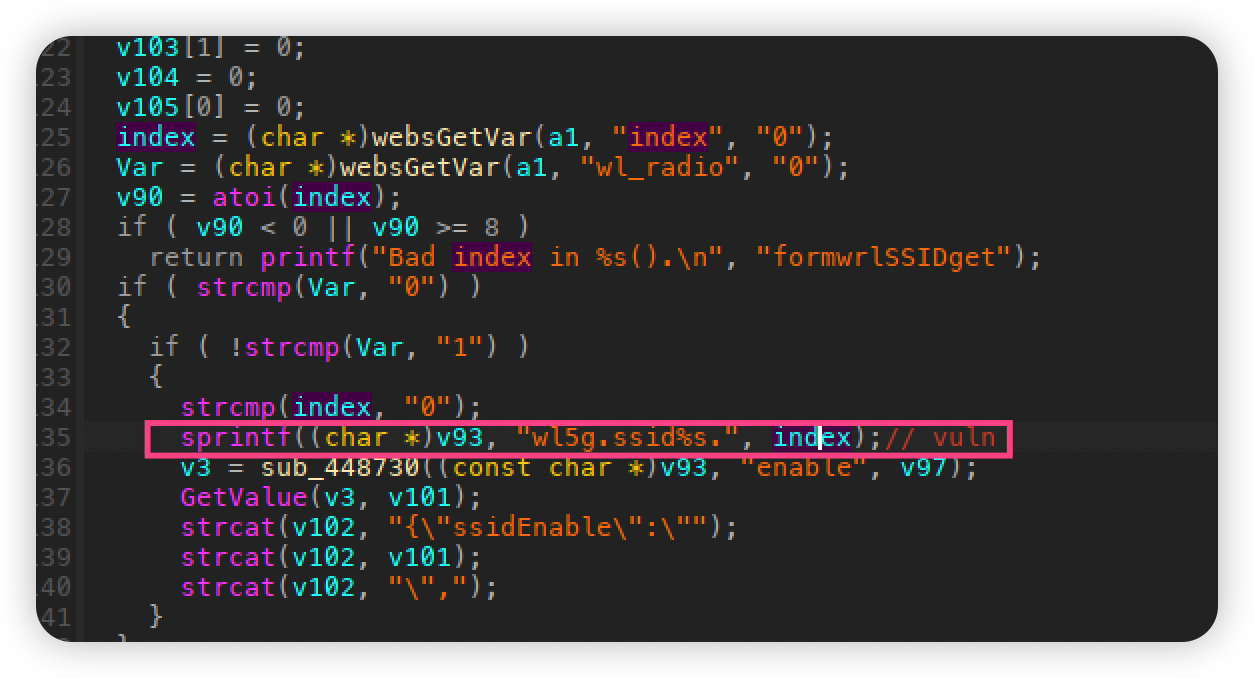 22 v103[1] = 0;
23 v104 = 0;
24 v105[0] = 0;
25 index = (char *)websGetVar(a1, "index", "0");
26 Var = (char *)websGetVar(a1, "wl_radio", "0");
27 v90 = atoi(index);
28 if ( v90 < 0 || v90 >= 8 )
29 return printf("Bad index in %s().\n", "formwrlSSIDget");
30 if ( strcmp(Var, "0") )
31 {
32 if ( !strcmp(Var, "1") )
33 {
34 strcmp(index, "0");
35 sprintf((char *)v93, "wl5g.ssid%s.", index);// vuln
36 v3 = sub_448730((const char *)v93, "enable", v97);
37 GetValue(v3, v101);
38 strcat(v102, "{\"ssidEnable\":\"");
39 strcat(v102, v101);
40 strcat(v102, "\",");
41 }